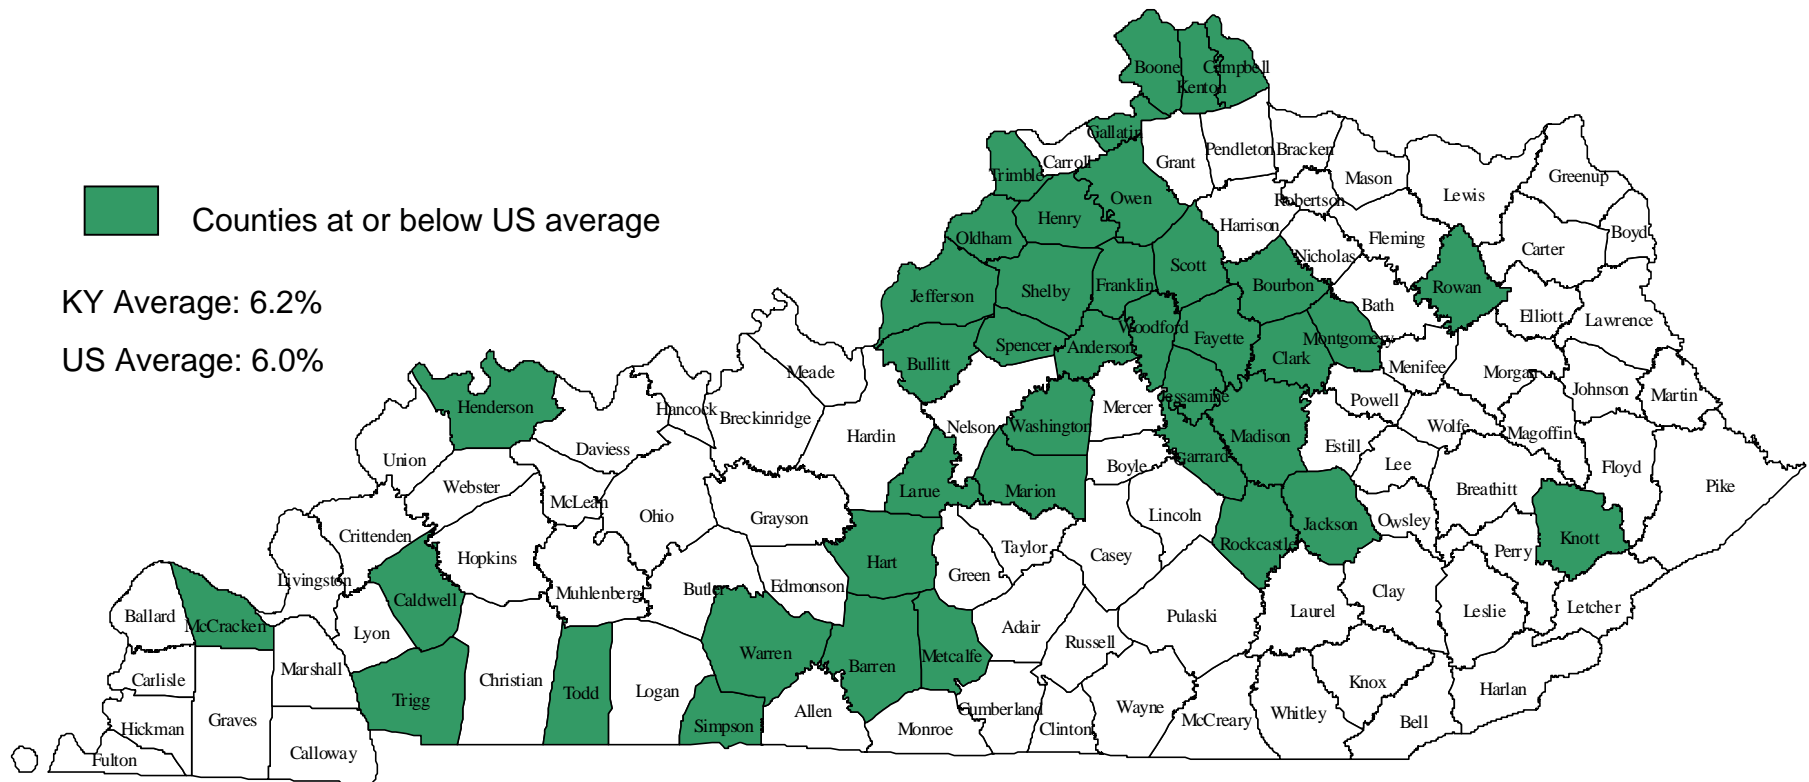 Boone
Campbell
Kenton
Gallatin
Carroll
Grant
Pendleton
Bracken
Trimble
Mason
Greenup
Owen
Robertson
Lewis
Henry
Harrison
Oldham
Fleming
Boyd
Carter
Nicholas
Scott
Counties at or below US average
KY Average: 6.2%
US Average: 6.0%
Jefferson
Shelby
Franklin
Bourbon
Rowan
Bath
Elliott
Lawrence
Woodford
Fayette
Montgomery
Spencer
Anderson
Clark
Bullitt
Menifee
Morgan
Meade
Johnson
Martin
Jessamine
Powell
Henderson
Hancock
Breckinridge
Mercer
Nelson
Washington
Wolfe
Magoffin
Hardin
Madison
Daviess
Estill
Union
Garrard
Boyle
Lee
Floyd
Webster
Larue
Marion
Breathitt
Pike
McLean
Ohio
Grayson
Lincoln
Jackson
Owsley
Crittenden
Hopkins
Taylor
Casey
Rockcastle
Perry
Knott
Livingston
Hart
Green
Muhlenberg
Butler
Edmonson
Caldwell
Clay
Ballard
McCracken
Lyon
Adair
Pulaski
Laurel
Leslie
Letcher
Warren
Barren
Metcalfe
Russell
Carlisle
Marshall
Christian
Todd
Logan
Knox
Harlan
Trigg
Hickman
Graves
Simpson
Allen
Monroe
Cumberland
Clinton
Wayne
McCreary
Whitley
Bell
Fulton
Calloway